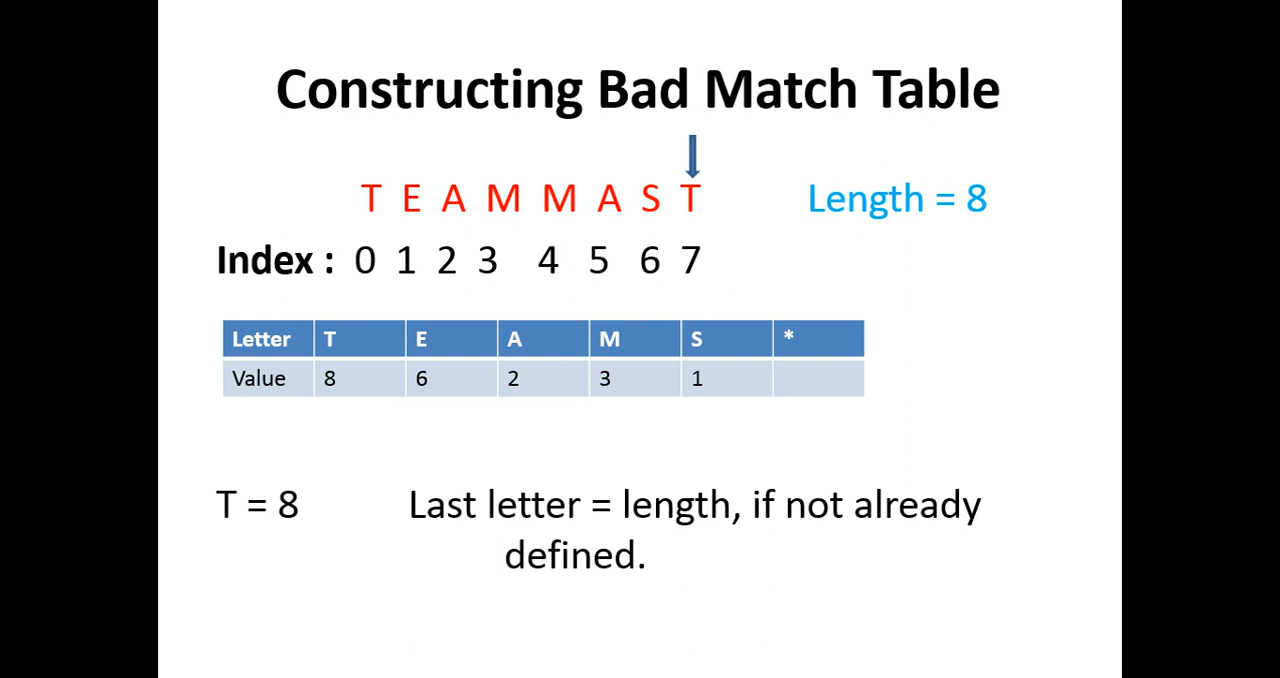 Constructing Bad Match Table
T E A M M A S T Length = 8
Index : 0 1 2 3 4 5 6 7
Letter T E A M S *
Value 8 6 2 3 1
T = 8 Last letter = length, if not already
defined.